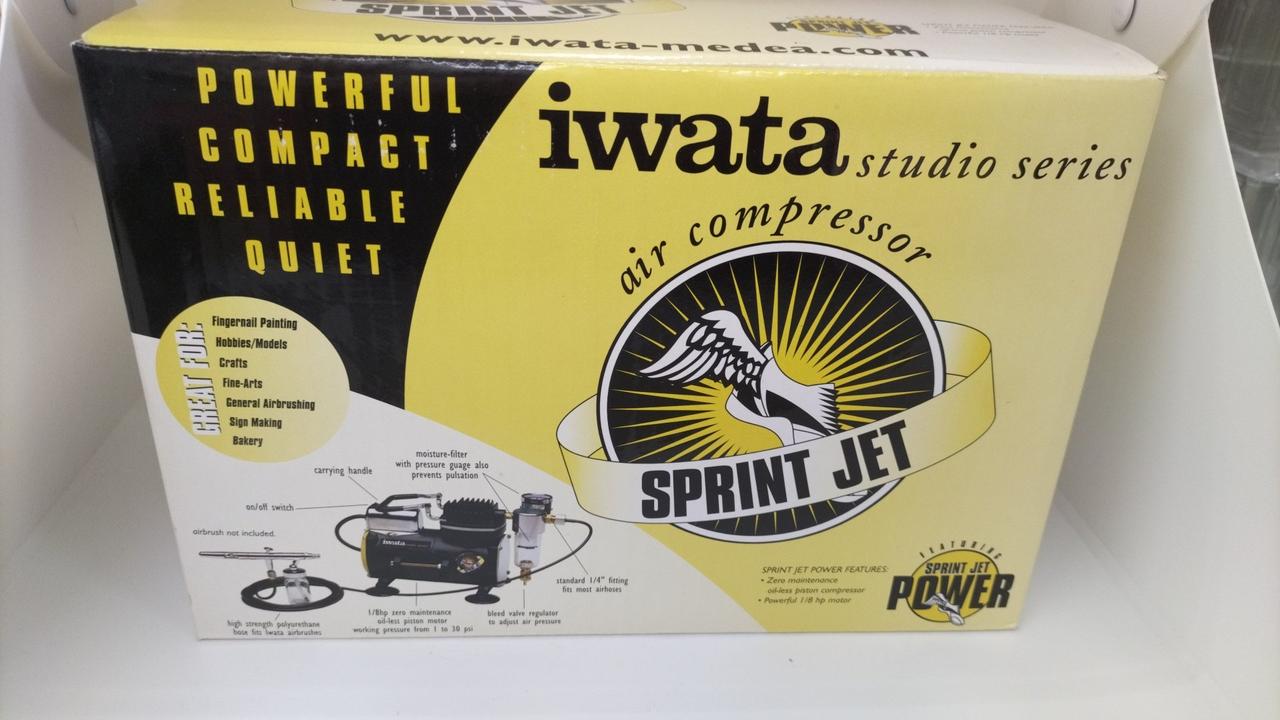 SPRINT JET
POWER
www.iwata-medea.com
POWERFUL
COMPACT
RELIABLE
QUIET
iwata studio series
air compressor
SPRINT JET
GREAT FOR:
Fingernail Painting
Hobbies/Models
Crafts
Fine-Arts
General Airbrushing
Sign Making
Bakery
carrying handle
moisture-filter
with pressure guage also
prevents pulsation
on/off switch
airbrush not included.
iwata
standard 1/4" fitting
fits most airhoses
high strength polyurethane
hose fits Iwata airbrushes
1/8hp zero maintenance
oil-less piston motor
working pressure from 1 to 30 psi
bleed valve regulator
to adjust air pressure
SPRINT JET POWER FEATURES:
• Zero maintenance
oil-less piston compressor
• Powerful 1/8 hp motor
FEATURING
SPRINT JET
POWER